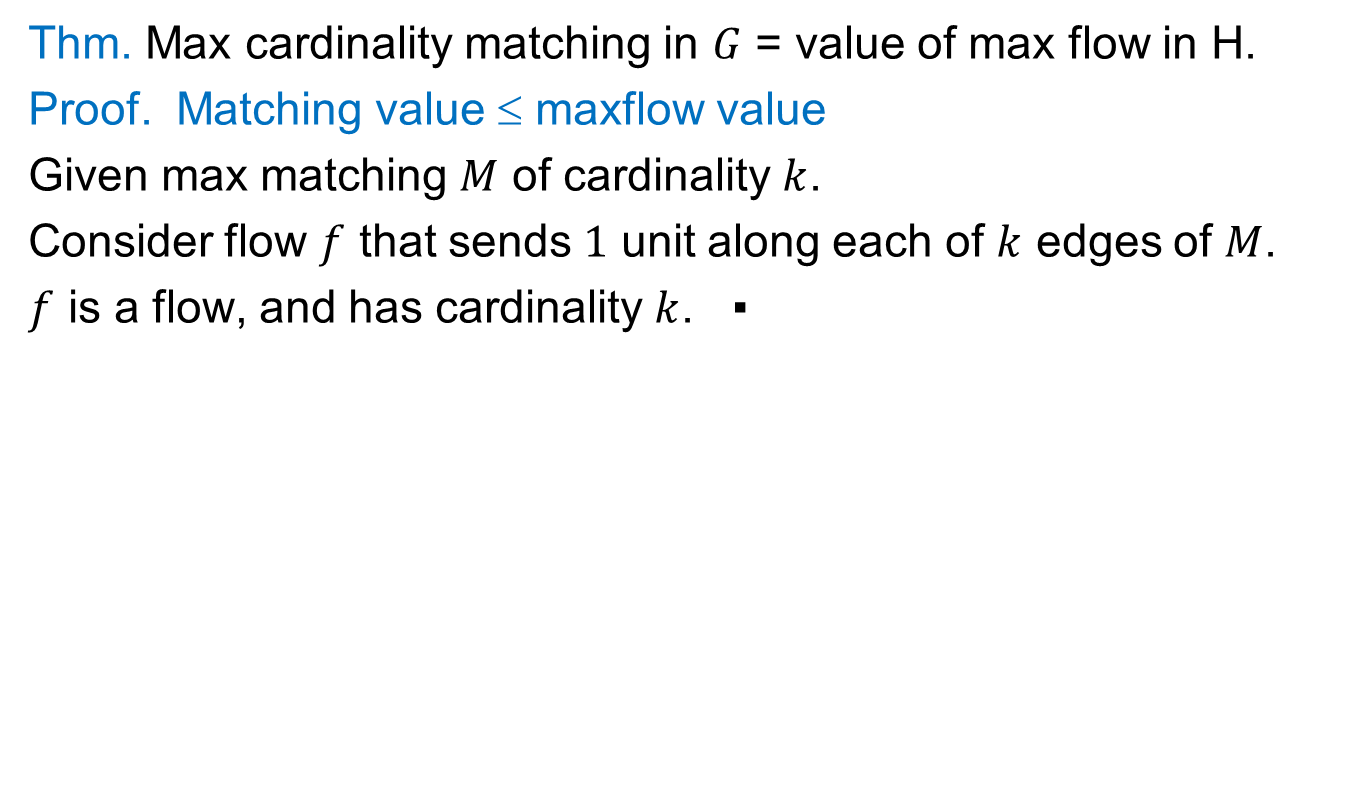 Thm. Max cardinality matching in G = value of max flow in H.
Proof. Matching value ≤ maxflow value
Given max matching M of cardinality k.
Consider flow f that sends 1 unit along each of k edges of M.
f is a flow, and has cardinality k. ▪